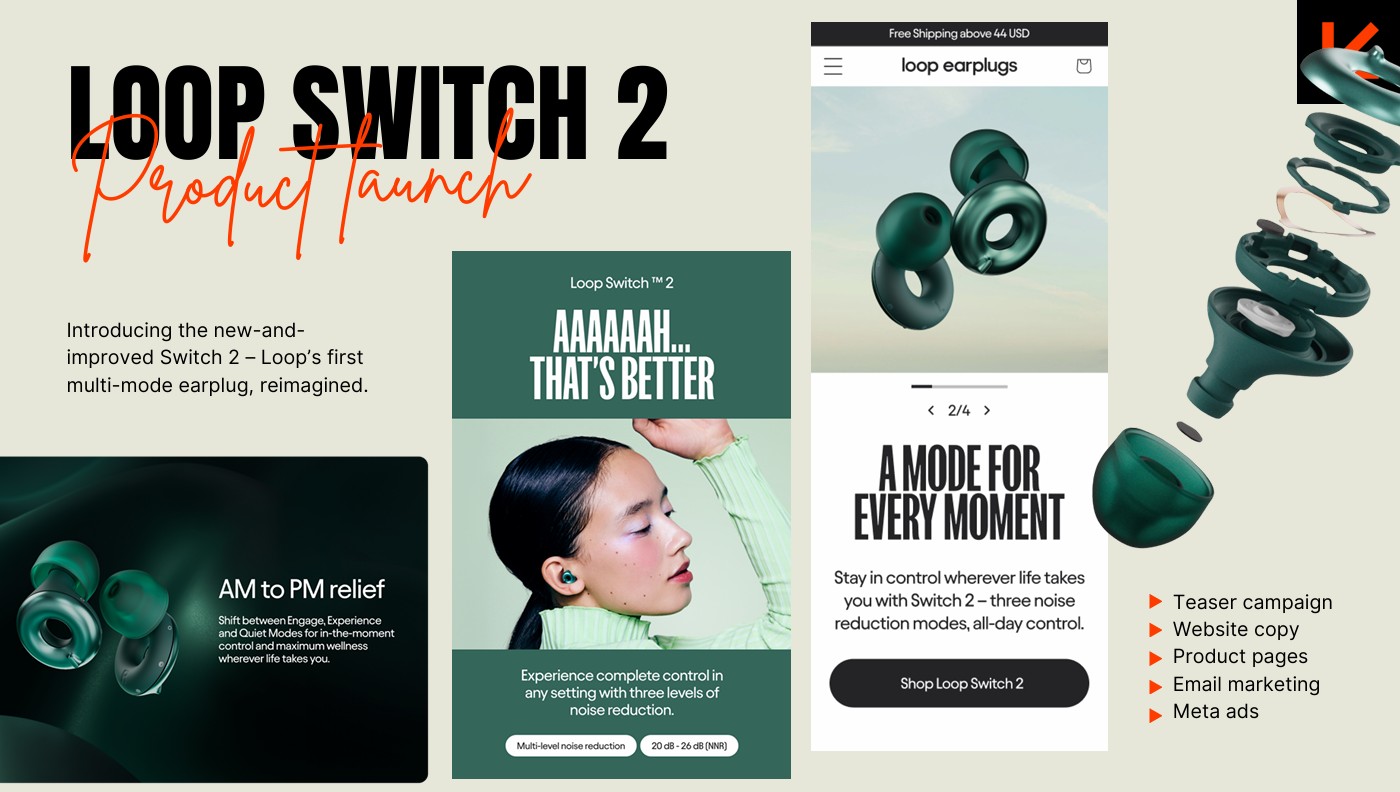 LOOP SWITCH 2
Product launch
Introducing the new-and-
improved Switch 2 – Loop’s first
multi-mode earplug, reimagined.
AM to PM relief
Shift between Engage, Experience
and Quiet Modes for in-the-moment
control and maximum wellness
wherever life takes you.
Loop Switch ™ 2
AAAAAAH...
THAT'S BETTER
Experience complete control in
any setting with three levels of
noise reduction.
Multi-level noise reduction
20 dB - 26 dB (NNR)
Free Shipping above 44 USD
loop earplugs
2/4
A MODE FOR
EVERY MOMENT
Stay in control wherever life takes
you with Switch 2 – three noise
reduction modes, all-day control.
Shop Loop Switch 2
Teaser campaign
Website copy
Product pages
Email marketing
Meta ads